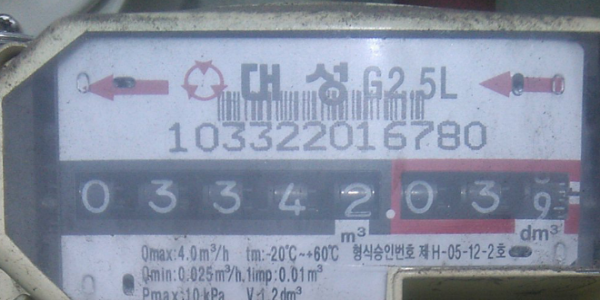 대성 G2.5L
103322016780
03342.039
m³ dm³
Qmax:4.0m³/h tm:-20℃~+60℃ 형식승인번호 제H-05-12-2호
Qmin:0.025m³/h,1imp:0.01m³
Pmax:10kPa V:1.2dm³